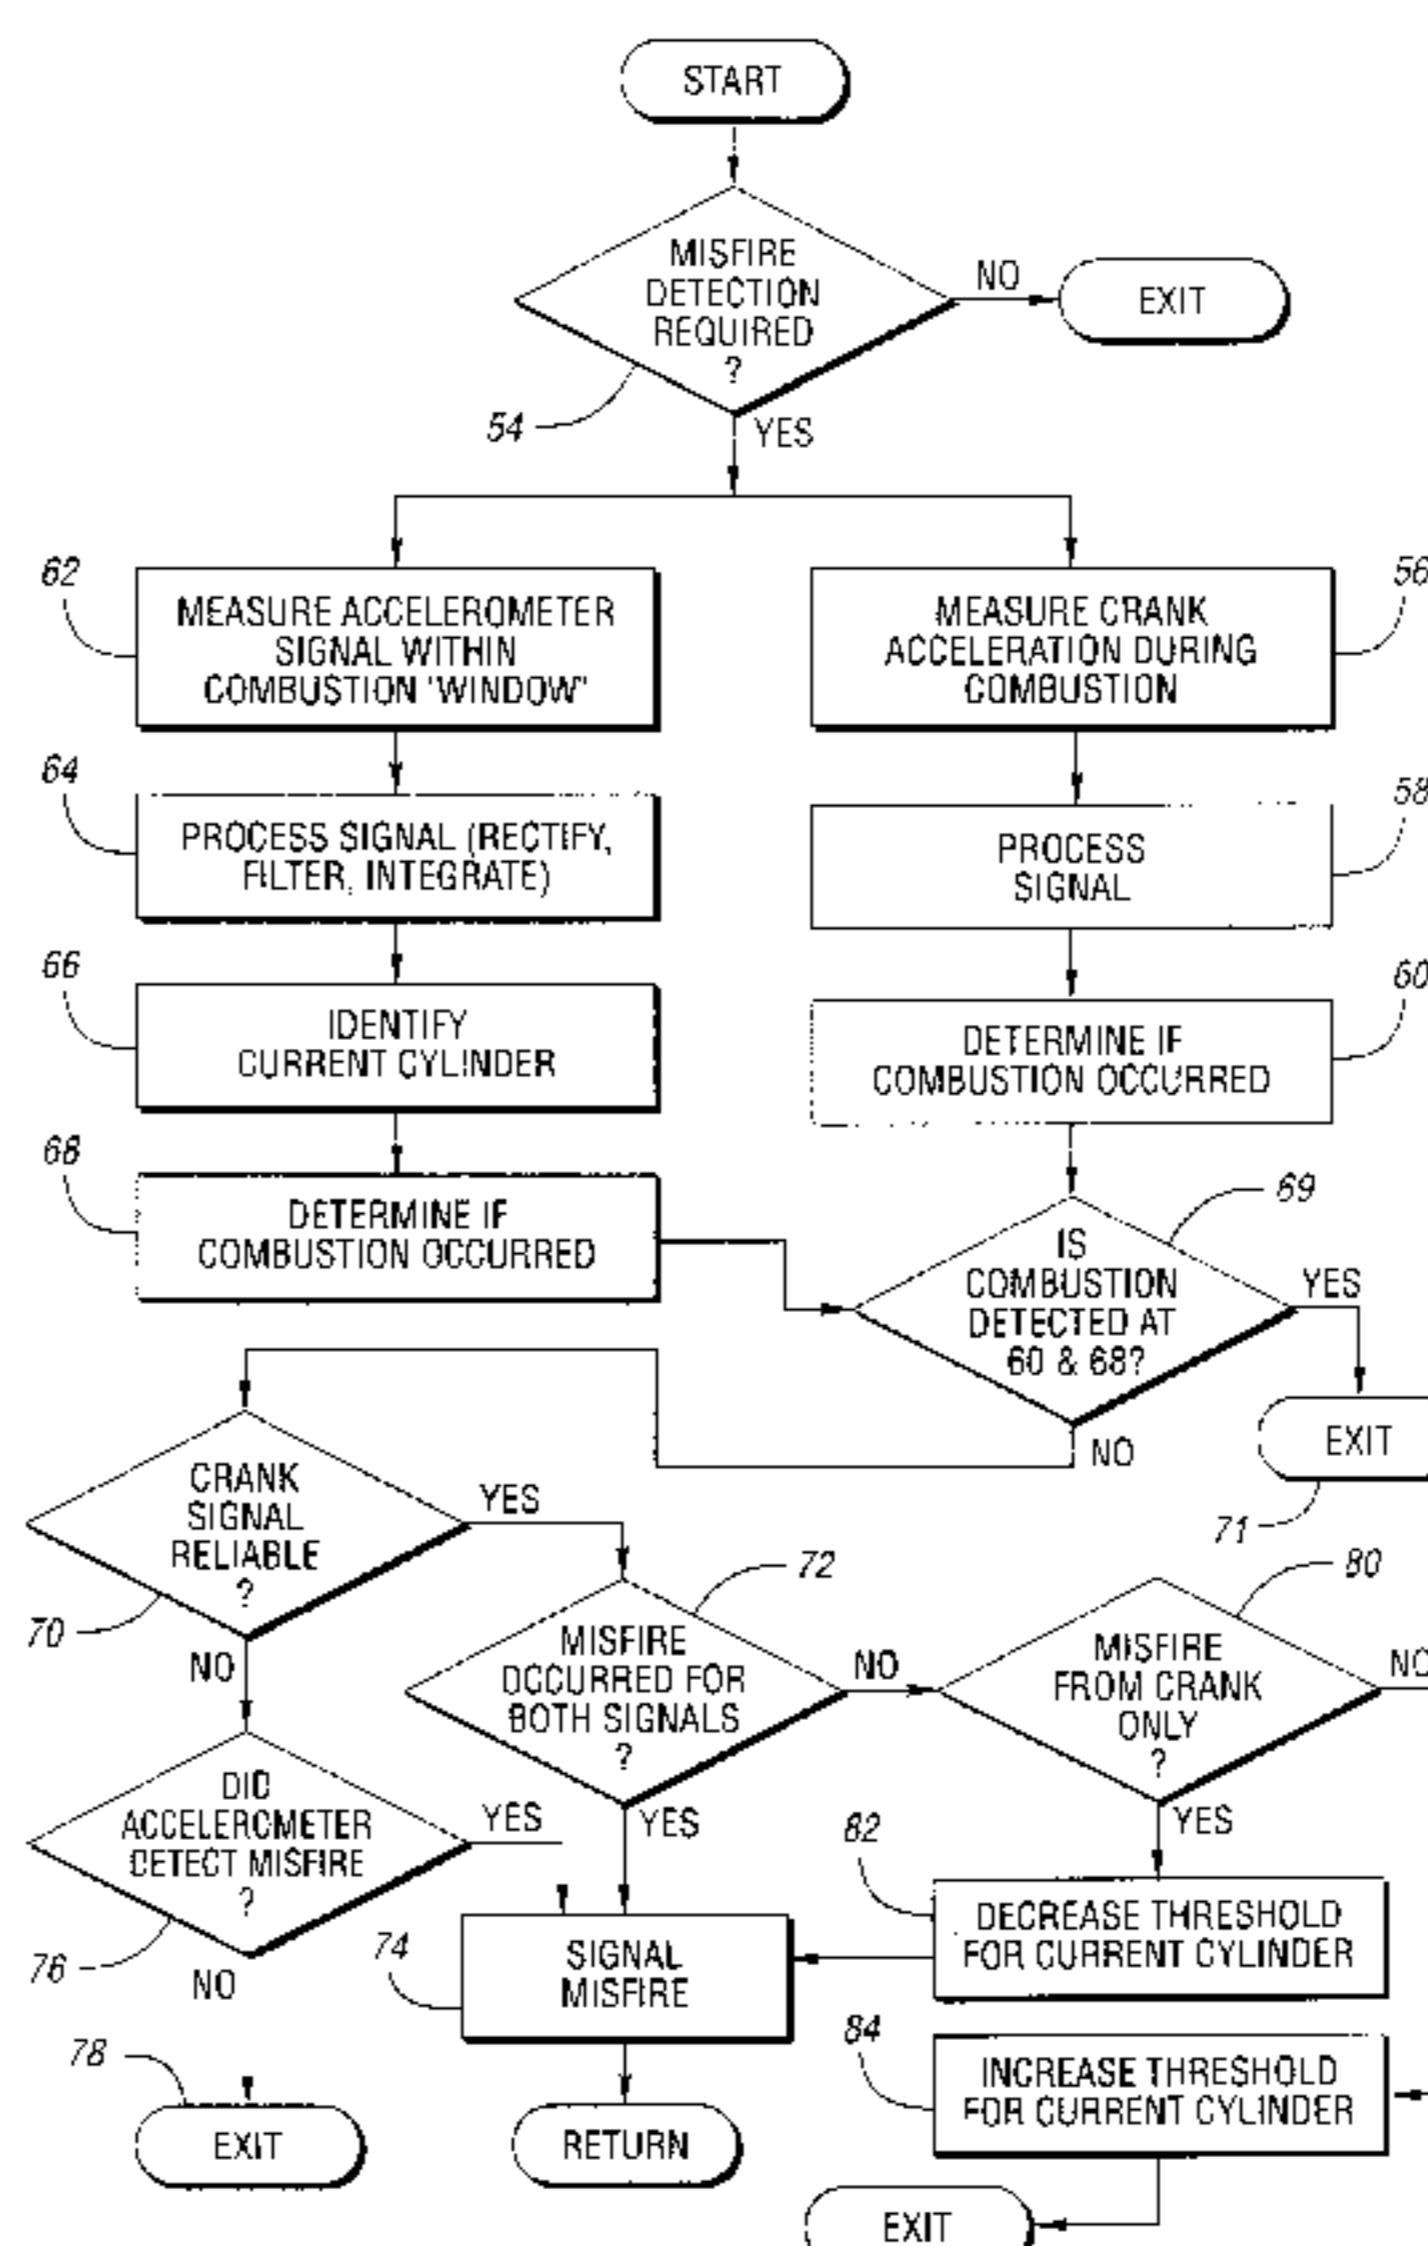 START
MISFIRE
DETECTION
REQUIRED
?
NO
EXIT
54
YES
62
MEASURE ACCELEROMETER
SIGNAL WITHIN
COMBUSTION "WINDOW"
MEASURE CRANK
ACCELERATION DURING
COMBUSTION
56
64
PROCESS SIGNAL (RECTIFY,
FILTER, INTEGRATE)
PROCESS
SIGNAL
58
66
IDENTIFY
CURRENT CYLINDER
DETERMINE IF
COMBUSTION OCCURRED
60
68
DETERMINE IF
COMBUSTION OCCURRED
69
IS
COMBUSTION
DETECTED AT
60 & 68?
YES
EXIT
71
NO
CRANK
SIGNAL
RELIABLE
?
YES
70
NO
72
MISFIRE
OCCURRED FOR
BOTH SIGNALS
?
NO
YES
80
MISFIRE
FROM CRANK
ONLY
?
NO
YES
DID
ACCELEROMETER
DETECT MISFIRE
?
YES
76
NO
74
SIGNAL
MISFIRE
82
DECREASE THRESHOLD
FOR CURRENT CYLINDER
84
INCREASE THRESHOLD
FOR CURRENT CYLINDER
78
EXIT
RETURN
EXIT